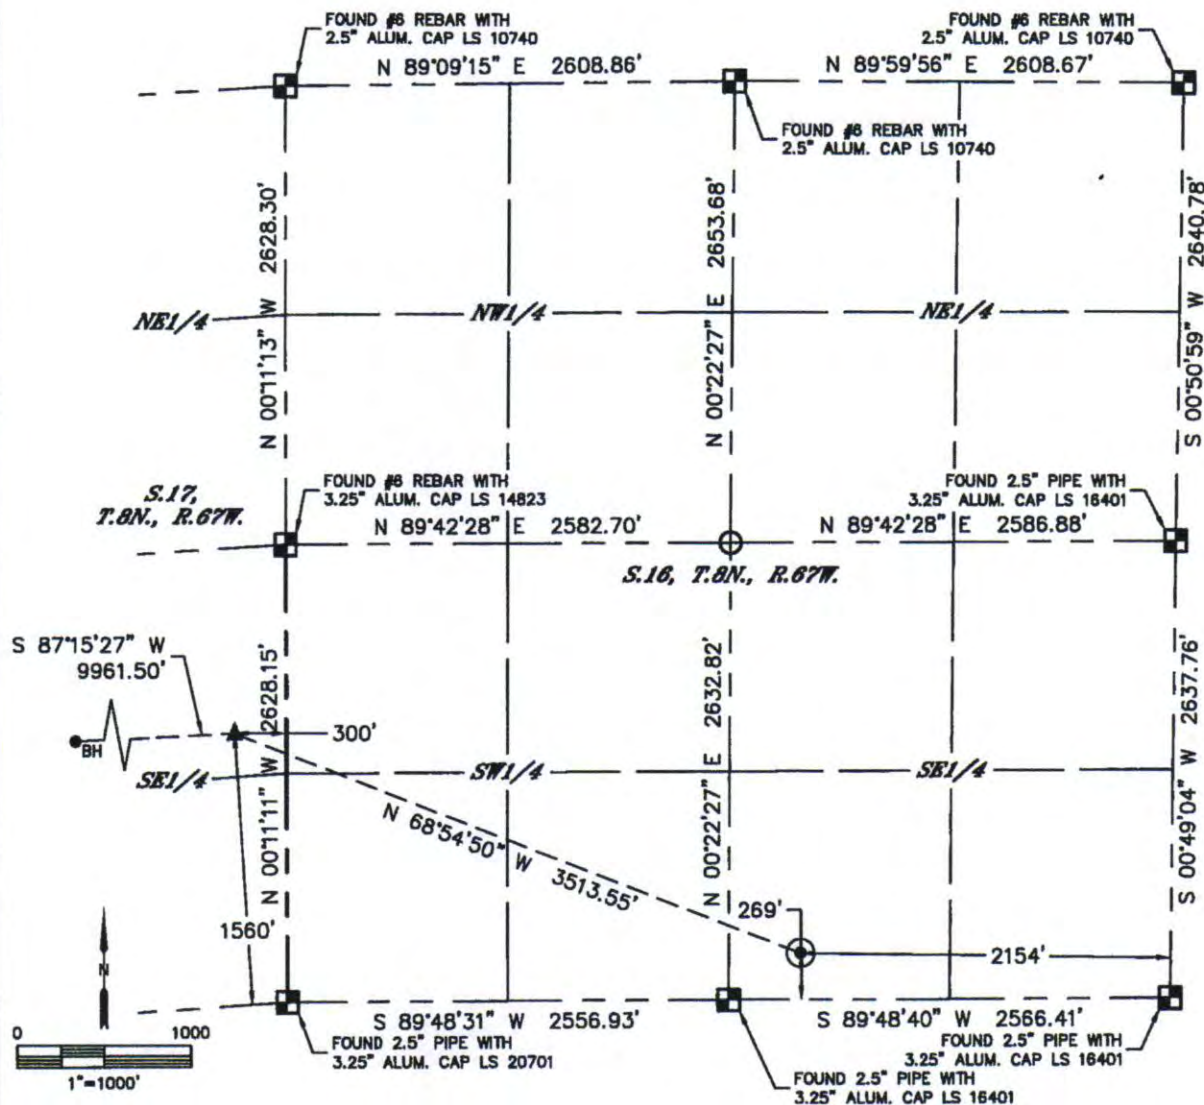 FOUND #6 REBAR WITH
2.5" ALUM. CAP LS 10740
FOUND #6 REBAR WITH
2.5" ALUM. CAP LS 10740
N 89°09'15" E 2608.86'
N 89°59'56" E 2608.67'
FOUND #6 REBAR WITH
2.5" ALUM. CAP LS 10740
N 00°11'13" W 2628.30'
N 00°22'27" E 2653.68'
S 00°50'59" W 2640.78'
NE1/4
NW1/4
NE1/4
S.17,
T.8N., R.67W.
FOUND #6 REBAR WITH
3.25" ALUM. CAP LS 14823
FOUND 2.5" PIPE WITH
3.25" ALUM. CAP LS 16401
N 89°42'28" E 2582.70'
N 89°42'28" E 2586.88'
S.16, T.8N., R.67W.
S 87°15'27" W
9961.50'
BH
300'
N 00°11'11" W 2628.15'
N 00°22'27" E 2632.82'
S 00°49'04" W 2637.76'
SE1/4
SW1/4
SE1/4
N 68°54'50" W 3513.55'
1560'
269'
2154'
N
S 89°48'31" W 2556.93'
S 89°48'40" W 2566.41'
FOUND 2.5" PIPE WITH
3.25" ALUM. CAP LS 20701
FOUND 2.5" PIPE WITH
3.25" ALUM. CAP LS 16401
FOUND 2.5" PIPE WITH
3.25" ALUM. CAP LS 16401
0 1000
1"=1000'